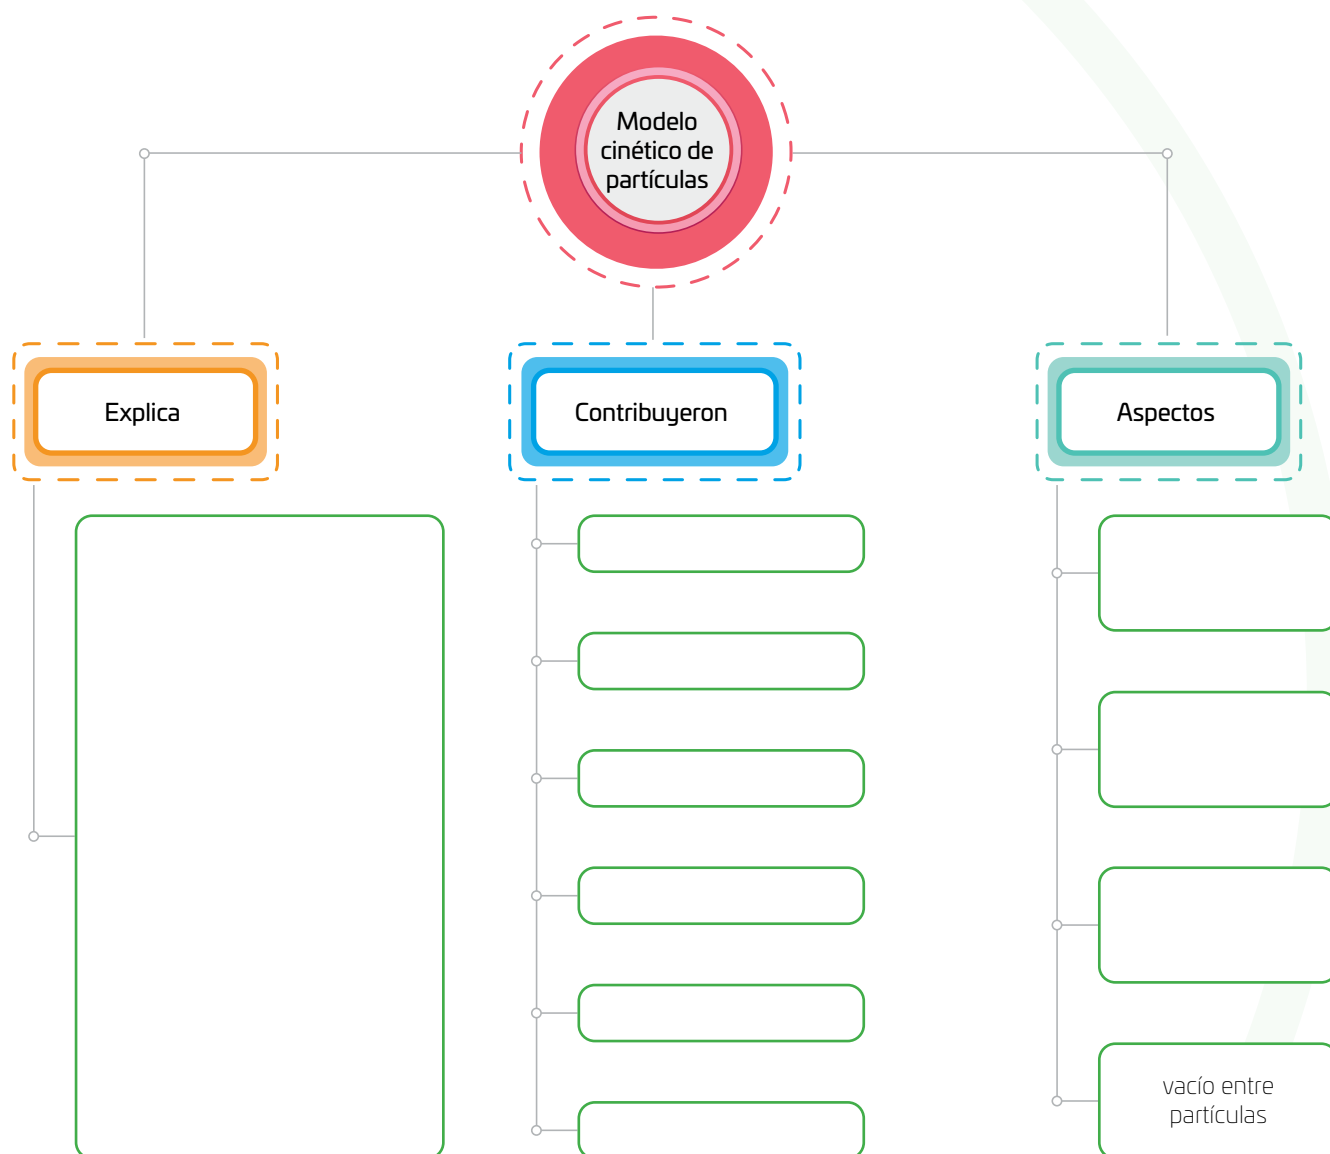 Modelo
cinético de
partículas
Explica
Contribuyeron
Aspectos
vacío entre
partículas